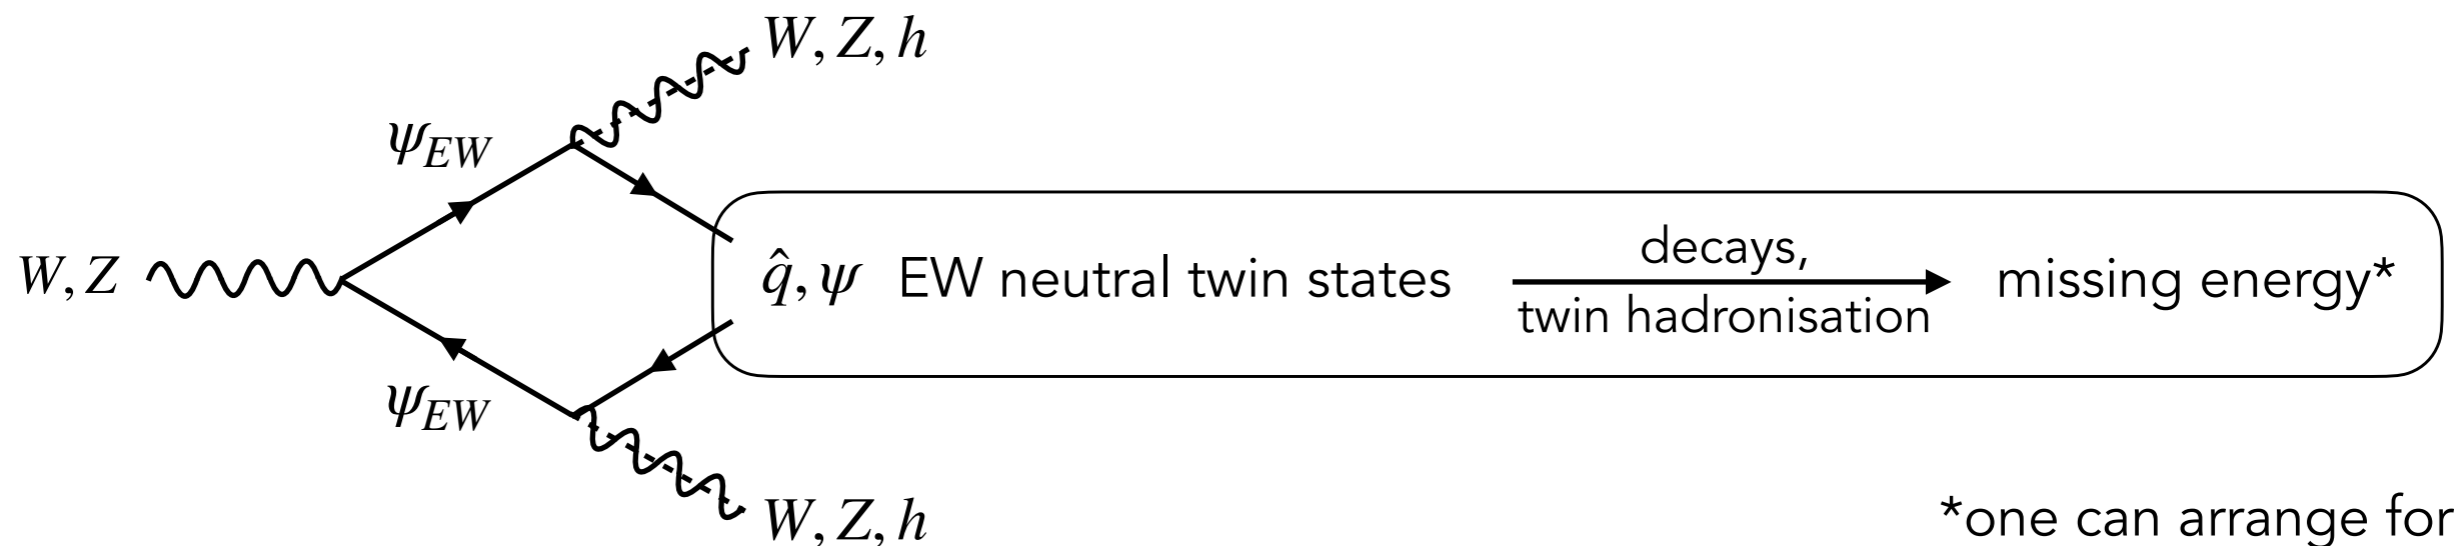 W, Z, h
ψ_EW
W, Z
q̂, ψ EW neutral twin states
decays,
twin hadronisation
missing energy*
ψ_EW
W, Z, h
*one can arrange for